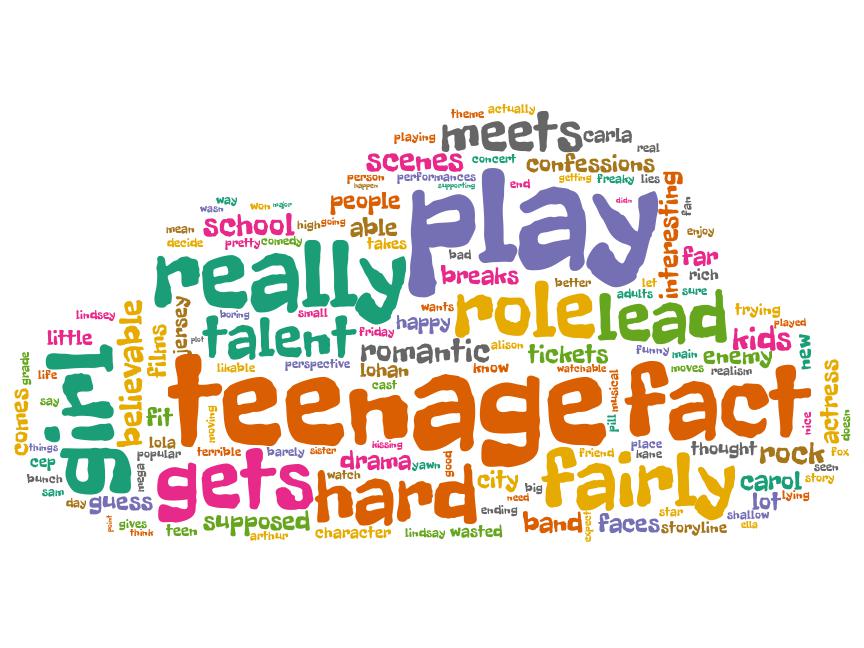 theme actually
playing meets carla real
scenes concert confessions
person performances getting freaky lies
happen supporting end
way people play didn fan
wasn won major interesting
school high going able enjoy
mean decide pretty comedy takes
really bad breaks far rich
better let adults sure
jersey wants role lead trying
lindsey boring small happy played
little talent friday kids
plot romantic alison tickets funny main enemy new
girl believable films likable perspective lohan know watchable moves realism
grade life cast
comes say fit teenage musical pill fact nice actress doesn
moving kissing
things lola popular terrible barely sister drama yawn good friend place kane thought rock fox
cep mega gets watch hard city big fairly carol story seen
bunch sam need lying
day guess ending star lot shallow
point gives think teen supposed arthur character lindsay wasted band expect faces storyline ella